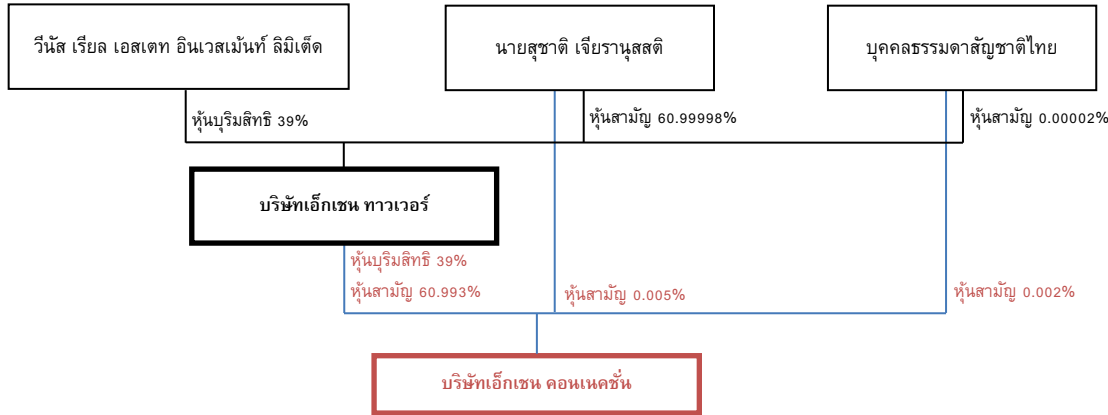 วีนัส เรียล เอสเตท อินเวสเม้นท์ ลิมิเต็ด
นายสุชาติ เจียรานุสสติ
บุคคลธรรมดาสัญชาติไทย
หุ้นบุริมสิทธิ 39%
หุ้นสามัญ 60.99998%
หุ้นสามัญ 0.00002%
บริษัทเอ็กเชน ทาวเวอร์
หุ้นบุริมสิทธิ 39%
หุ้นสามัญ 60.993%
หุ้นสามัญ 0.005%
หุ้นสามัญ 0.002%
บริษัทเอ็กเชน คอนเนคชั่น